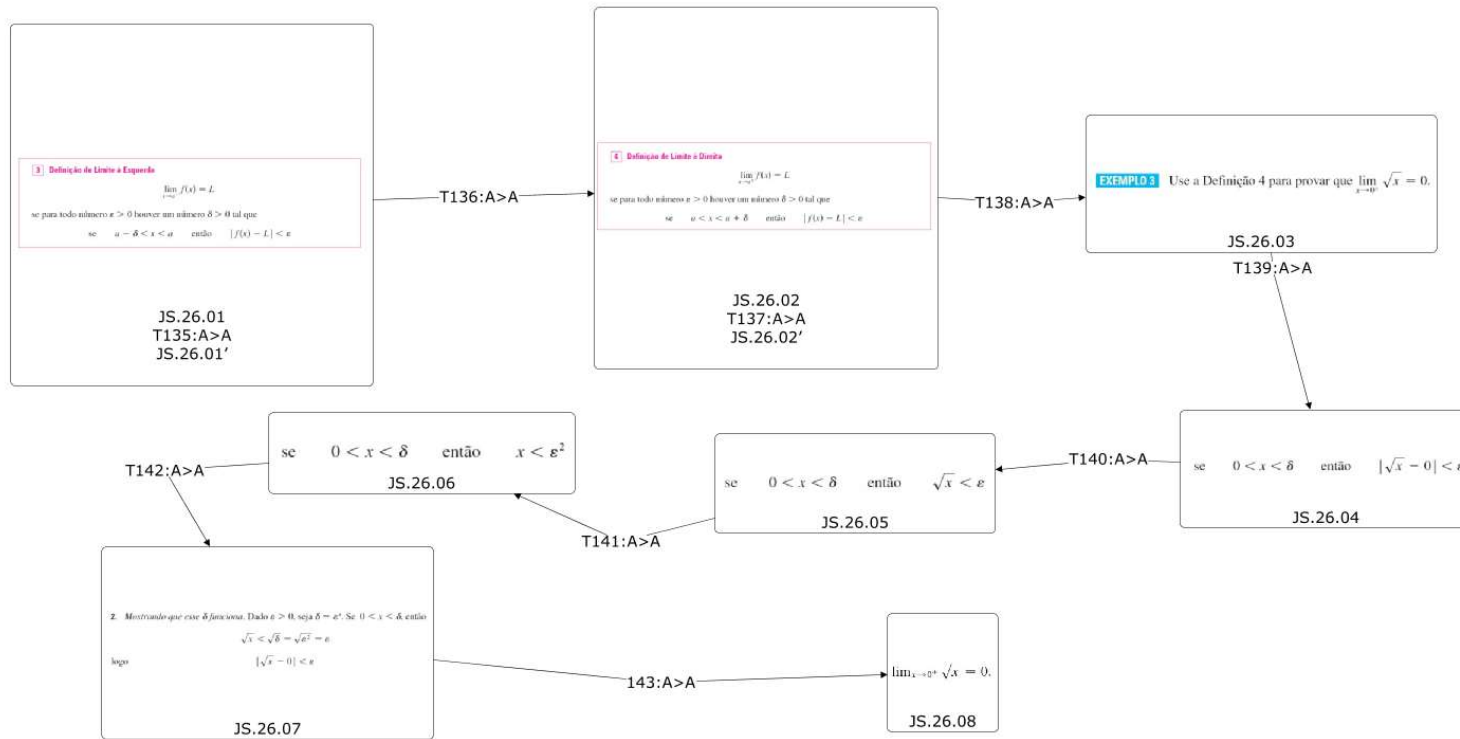 3 Definição de Limite à Esquerda
lim x→a⁻ f(x) = L
se para todo número ε > 0 houver um número δ > 0 tal que
se a − δ < x < a então |f(x) − L| < ε
JS.26.01
T135:A>A
JS.26.01’
T136:A>A
4 Definição de Limite à Direita
lim x→a⁺ f(x) = L
se para todo número ε > 0 houver um número δ > 0 tal que
se a < x < a + δ então |f(x) − L| < ε
JS.26.02
T137:A>A
JS.26.02’
T138:A>A
EXEMPLO 3 Use a Definição 4 para provar que lim x→0⁺ √x = 0.
JS.26.03
T139:A>A
se 0 < x < δ então |√x − 0| < ε
JS.26.04
T140:A>A
se 0 < x < δ então √x < ε
JS.26.05
T141:A>A
se 0 < x < δ então x < ε²
JS.26.06
T142:A>A
2. Mostrando que esse δ funciona. Dado ε > 0, seja δ = ε². Se 0 < x < δ, então
√x < √δ = √ε² = ε
logo |√x − 0| < ε
JS.26.07
143:A>A
lim x→0⁺ √x = 0.
JS.26.08